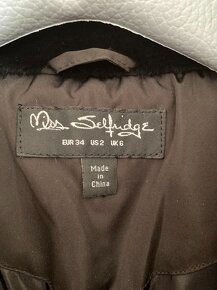 Miss Selfridge
EUR 34 US 2 UK 6
Made
in
China